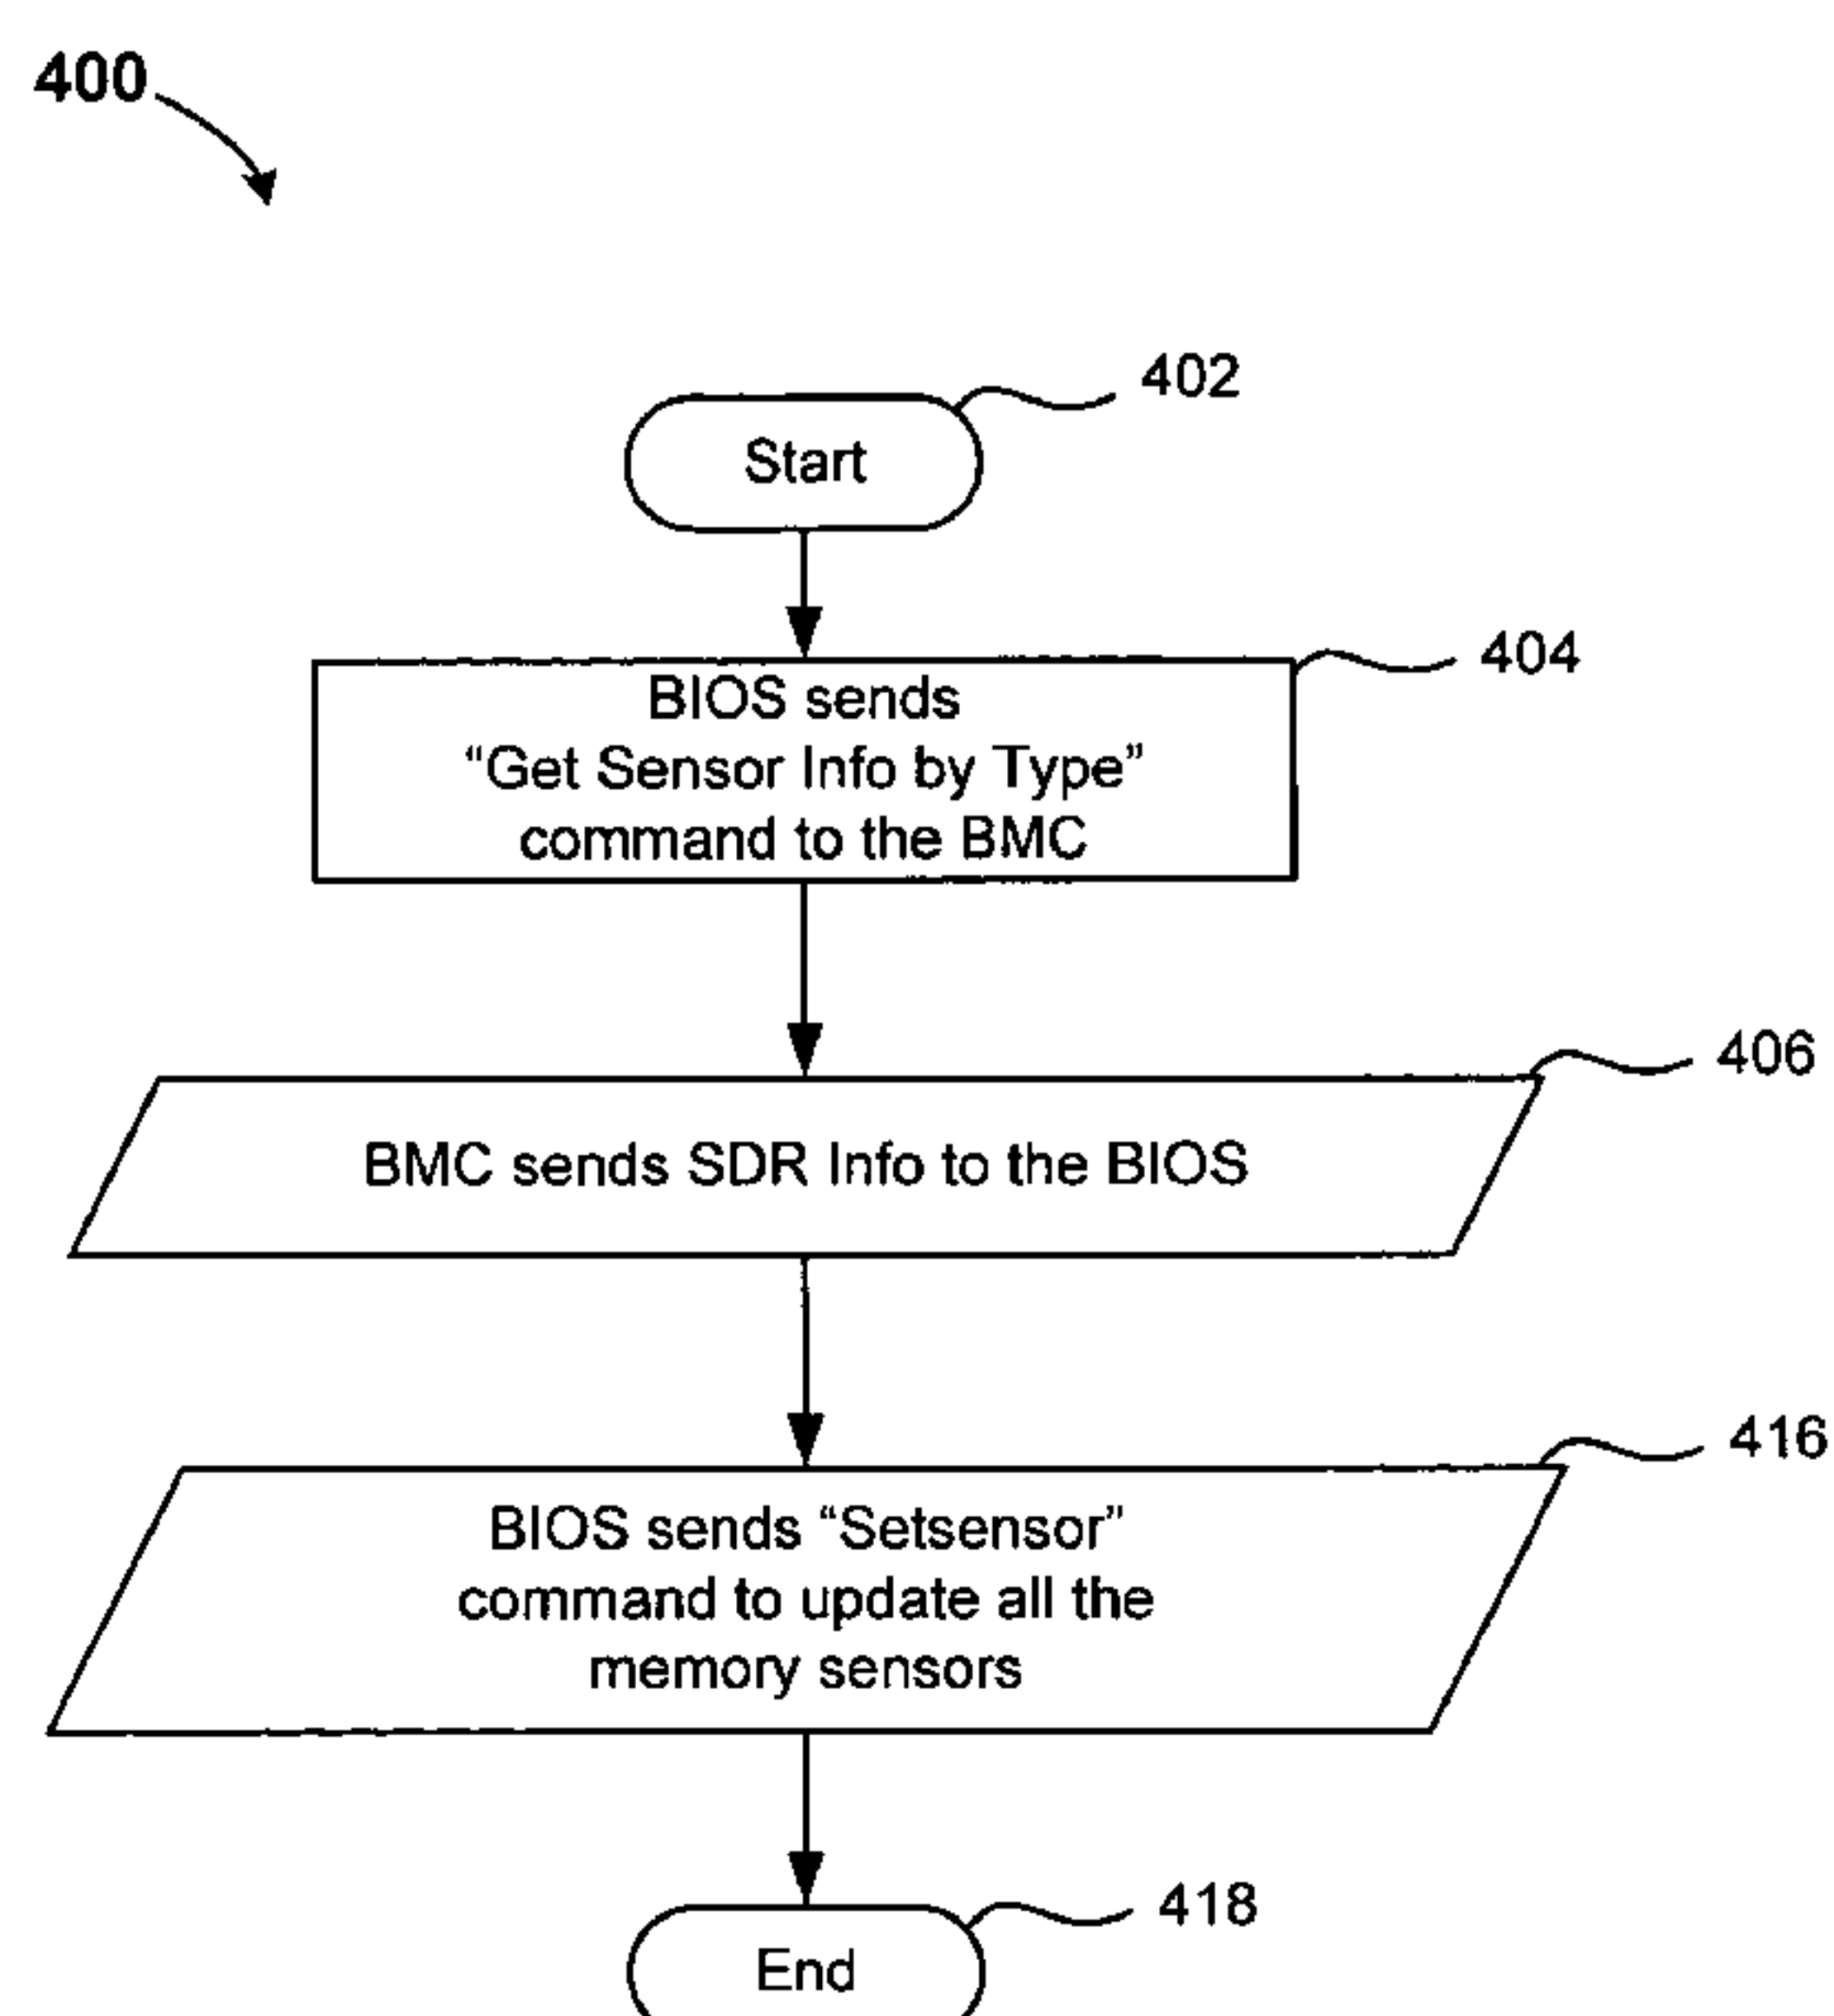 400
402
Start
404
BIOS sends
“Get Sensor Info by Type”
command to the BMC
406
BMC sends SDR Info to the BIOS
416
BIOS sends “Setsensor”
command to update all the
memory sensors
418
End